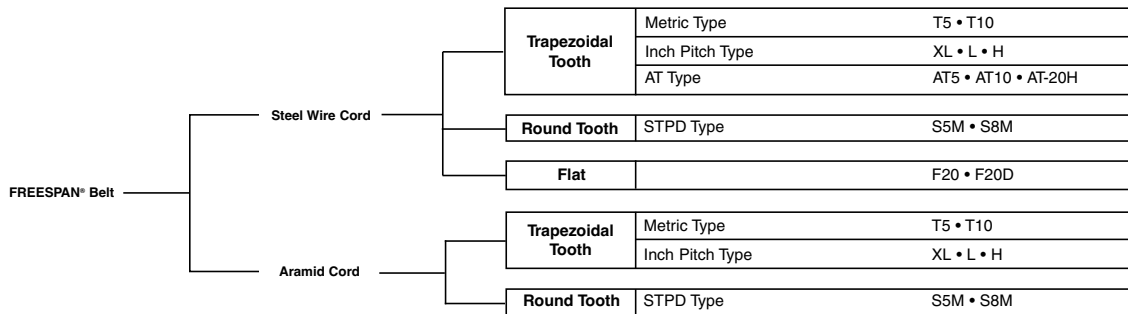 FREESPAN® Belt
Steel Wire Cord
Trapezoidal
Tooth
Metric Type T5 • T10
Inch Pitch Type XL • L • H
AT Type AT5 • AT10 • AT-20H
Round Tooth STPD Type S5M • S8M
Flat F20 • F20D
Aramid Cord
Trapezoidal
Tooth
Metric Type T5 • T10
Inch Pitch Type XL • L • H
Round Tooth STPD Type S5M • S8M